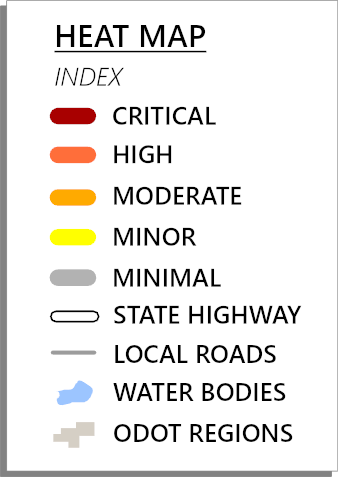 HEAT MAP
INDEX
CRITICAL
HIGH
MODERATE
MINOR
MINIMAL
STATE HIGHWAY
LOCAL ROADS
WATER BODIES
ODOT REGIONS